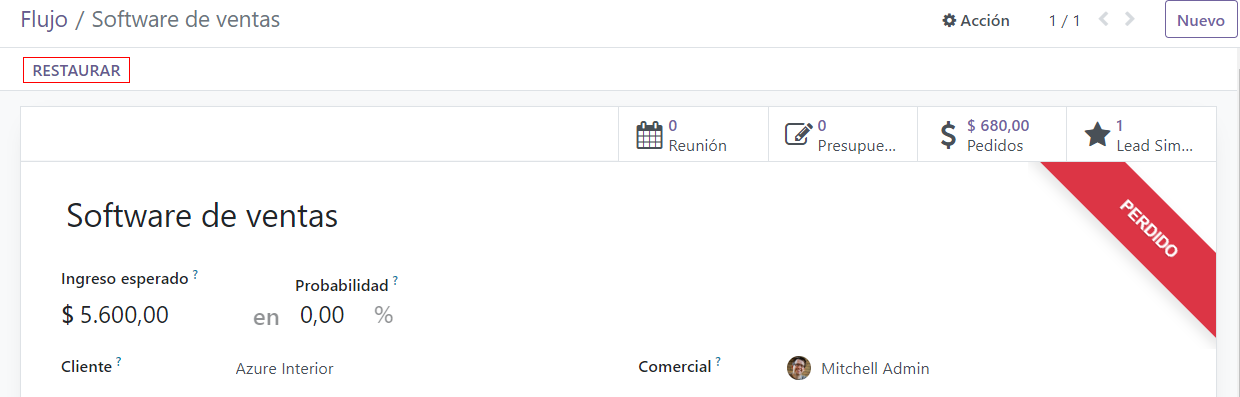 Flujo / Software de ventas
Acción
1 / 1
Nuevo
RESTAURAR
0
Reunión
0
Presupue...
$ 680,00
Pedidos
1
Lead Sim...
PERDIDO
Software de ventas
Ingreso esperado ?
Probabilidad ?
$ 5.600,00 en 0,00 %
Cliente ? Azure Interior
Comercial ? Mitchell Admin